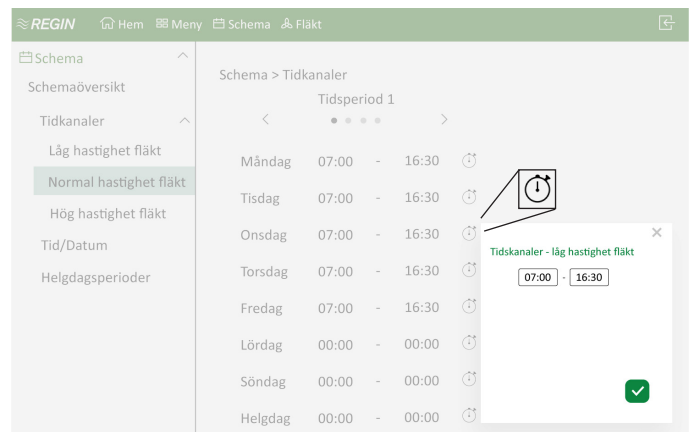 REGIN Hem Meny Schema Fläkt
Schema
Schemaöversikt
Tidkanaler
Låg hastighet fläkt
Normal hastighet fläkt
Hög hastighet fläkt
Tid/Datum
Helgdagsperioder
Schema > Tidkanaler
Tidsperiod 1
Måndag 07:00 - 16:30
Tisdag 07:00 - 16:30
Onsdag 07:00 - 16:30
Torsdag 07:00 - 16:30
Fredag 07:00 - 16:30
Lördag 00:00 - 00:00
Söndag 00:00 - 00:00
Helgdag 00:00 - 00:00
Tidskanaler - låg hastighet fläkt
07:00 - 16:30